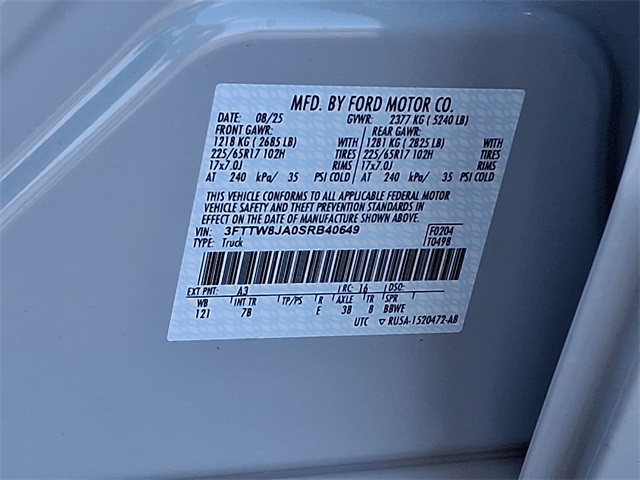 MFD. BY FORD MOTOR CO.
DATE: 08/25 GVWR: 2377 KG ( 5240 LB)
FRONT GAWR: REAR GAWR:
1218 KG ( 2685 LB) WITH 1281 KG ( 2825 LB) WITH
225/65R17 102H TIRES 225/65R17 102H TIRES
17x7.0J RIMS 17x7.0J RIMS
AT 240 kPa/ 35 PSI COLD AT 240 kPa/ 35 PSI COLD
THIS VEHICLE CONFORMS TO ALL APPLICABLE FEDERAL MOTOR
VEHICLE SAFETY AND THEFT PREVENTION STANDARDS IN
EFFECT ON THE DATE OF MANUFACTURE SHOWN ABOVE.
VIN: 3FTTW8JA0SRB40649 F0204
TYPE: Truck T0498
EXT PNT: A3 RC: 16 DSO:
WB INT TR TP/PS R AXLE TR SPR
121 7B E 38 8 BBWE
UTC ▽ RU5A-1520472-AB